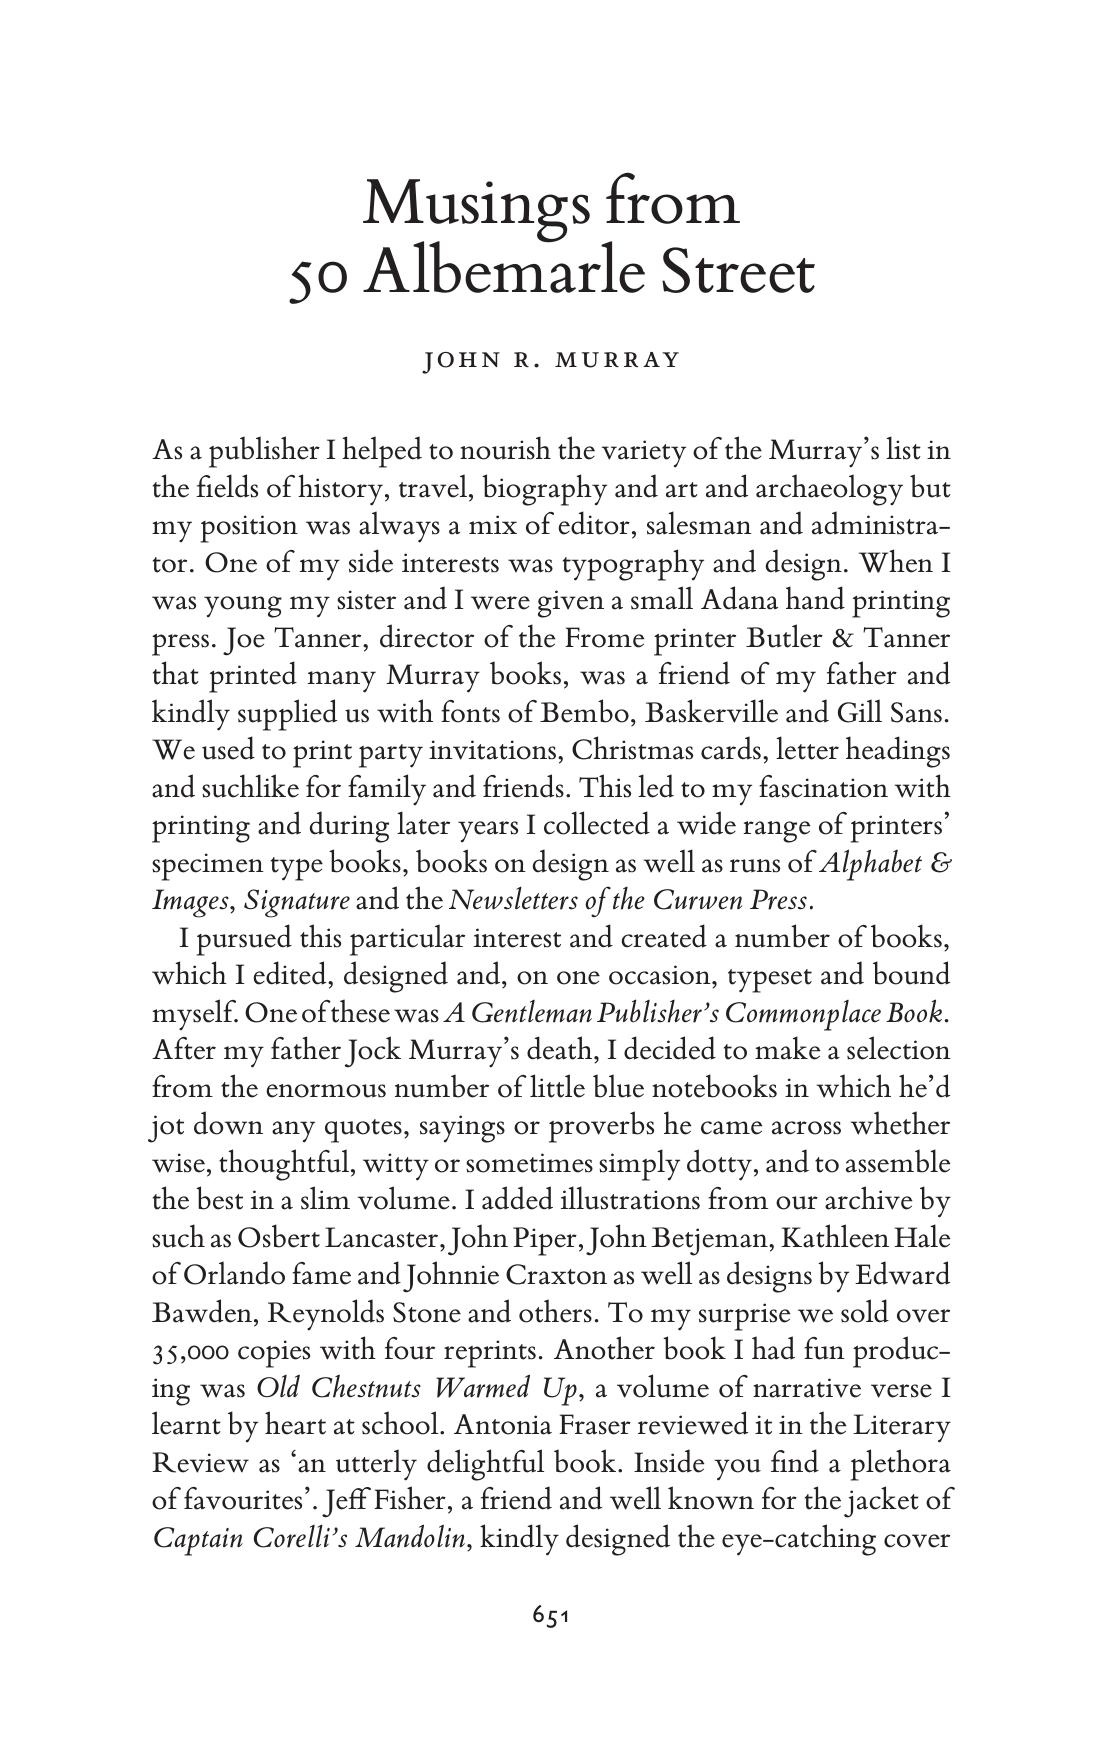 Musings from
50 Albemarle Street
JOHN R. MURRAY
As a publisher I helped to nourish the variety of the Murray’s list in
the fields of history, travel, biography and art and archaeology but
my position was always a mix of editor, salesman and administra-
tor. One of my side interests was typography and design. When I
was young my sister and I were given a small Adana hand printing
press. Joe Tanner, director of the Frome printer Butler & Tanner
that printed many Murray books, was a friend of my father and
kindly supplied us with fonts of Bembo, Baskerville and Gill Sans.
We used to print party invitations, Christmas cards, letter headings
and suchlike for family and friends. This led to my fascination with
printing and during later years I collected a wide range of printers’
specimen type books, books on design as well as runs of Alphabet &
Images, Signature and the Newsletters of the Curwen Press.
I pursued this particular interest and created a number of books,
which I edited, designed and, on one occasion, typeset and bound
myself. One of these was A Gentleman Publisher’s Commonplace Book.
After my father Jock Murray’s death, I decided to make a selection
from the enormous number of little blue notebooks in which he’d
jot down any quotes, sayings or proverbs he came across whether
wise, thoughtful, witty or sometimes simply dotty, and to assemble
the best in a slim volume. I added illustrations from our archive by
such as Osbert Lancaster, John Piper, John Betjeman, Kathleen Hale
of Orlando fame and Johnnie Craxton as well as designs by Edward
Bawden, Reynolds Stone and others. To my surprise we sold over
35,000 copies with four reprints. Another book I had fun produc-
ing was Old Chestnuts Warmed Up, a volume of narrative verse I
learnt by heart at school. Antonia Fraser reviewed it in the Literary
Review as ‘an utterly delightful book. Inside you find a plethora
of favourites’. Jeff Fisher, a friend and well known for the jacket of
Captain Corelli’s Mandolin, kindly designed the eye-catching cover
651